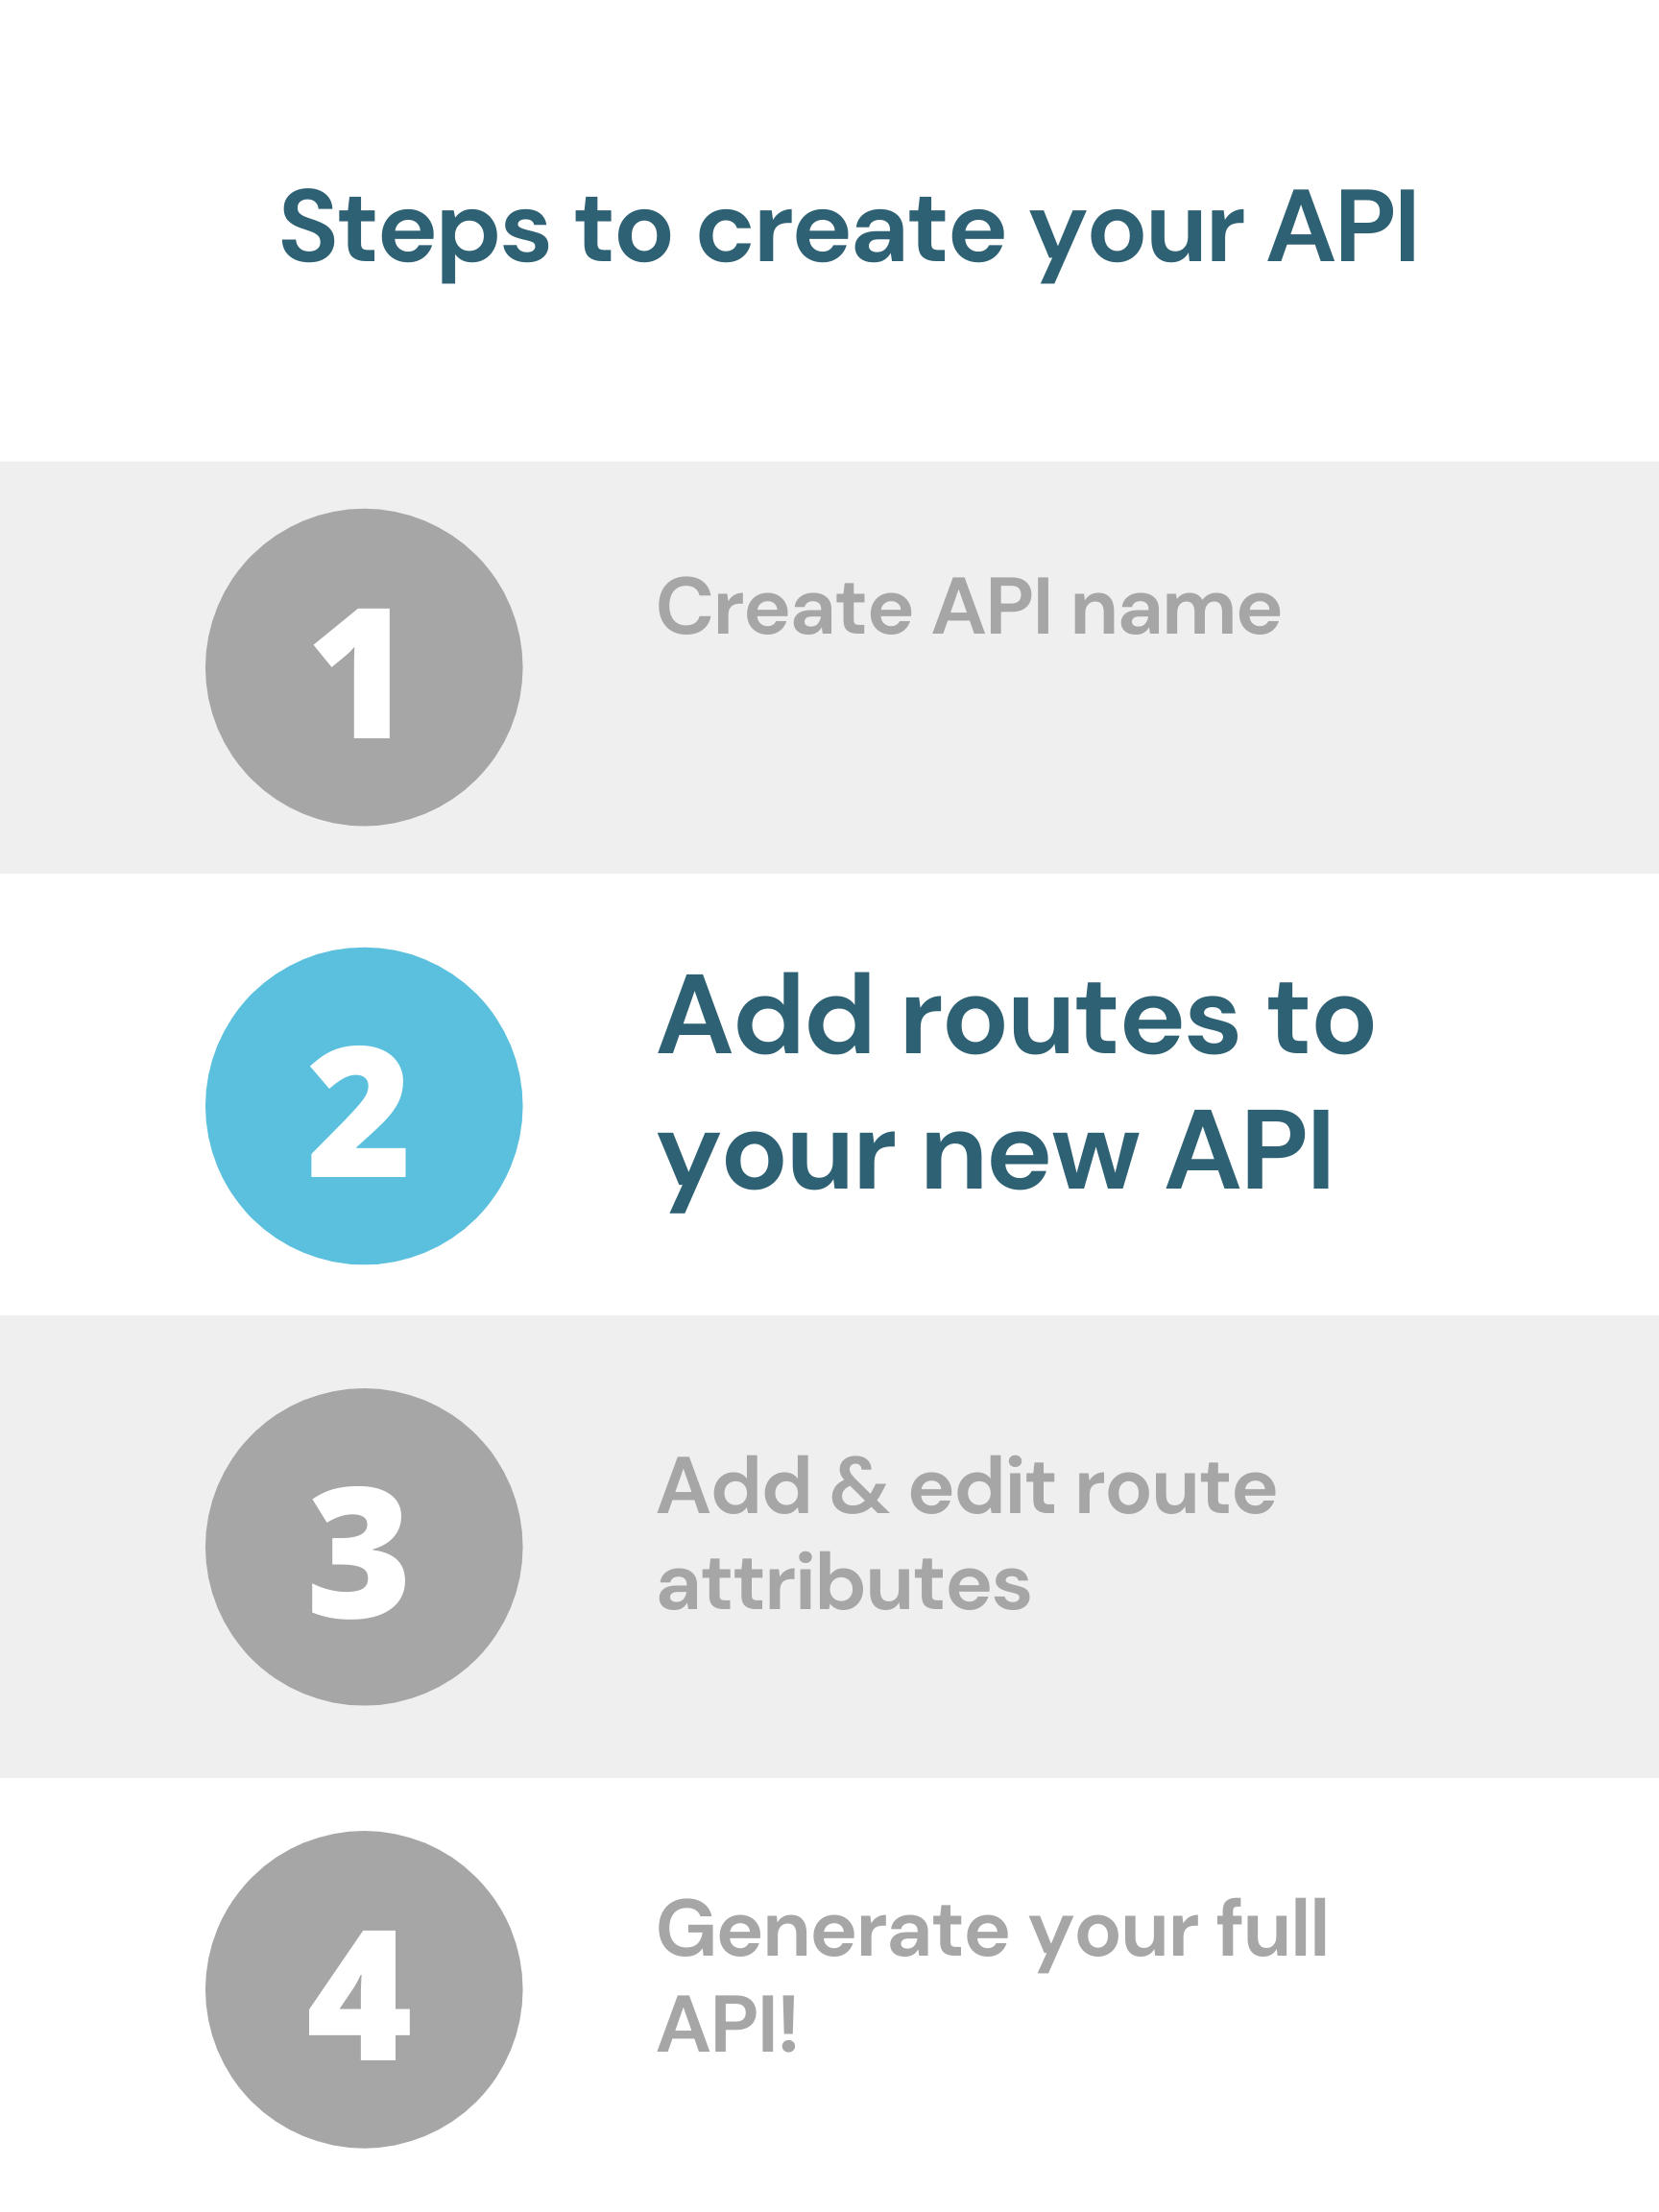 Steps to create your API
1
Create API name
2
Add routes to
your new API
3
Add & edit route
attributes
4
Generate your full
API!